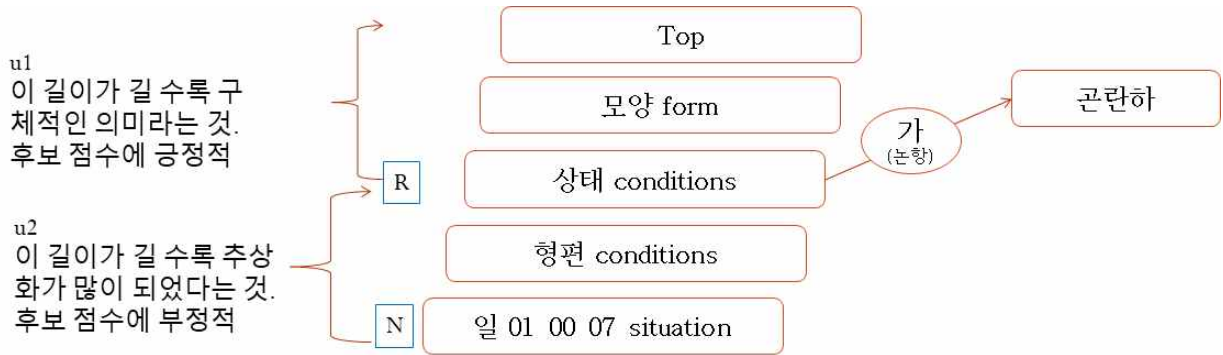 Top
u1
이 길이가 길 수록 구
체적인 의미라는 것.
후보 점수에 긍정적
모양 form
곤란하
가
(논항)
R
상태 conditions
u2
이 길이가 길 수록 추상
화가 많이 되었다는 것.
후보 점수에 부정적
형편 conditions
N
일 01 00 07 situation